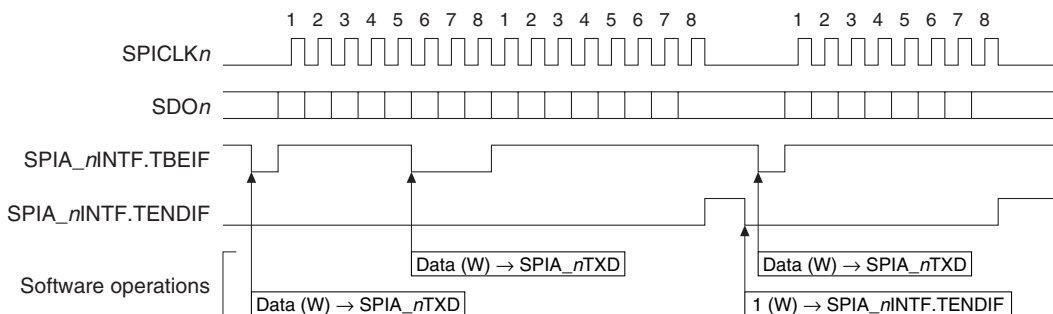 1 2 3 4 5 6 7 8 1 2 3 4 5 6 7 8 1 2 3 4 5 6 7 8
SPICLKn
SDOn
SPIA_nINTF.TBEIF
SPIA_nINTF.TENDIF
Data (W) → SPIA_nTXD Data (W) → SPIA_nTXD
Software operations
Data (W) → SPIA_nTXD 1 (W) → SPIA_nINTF.TENDIF